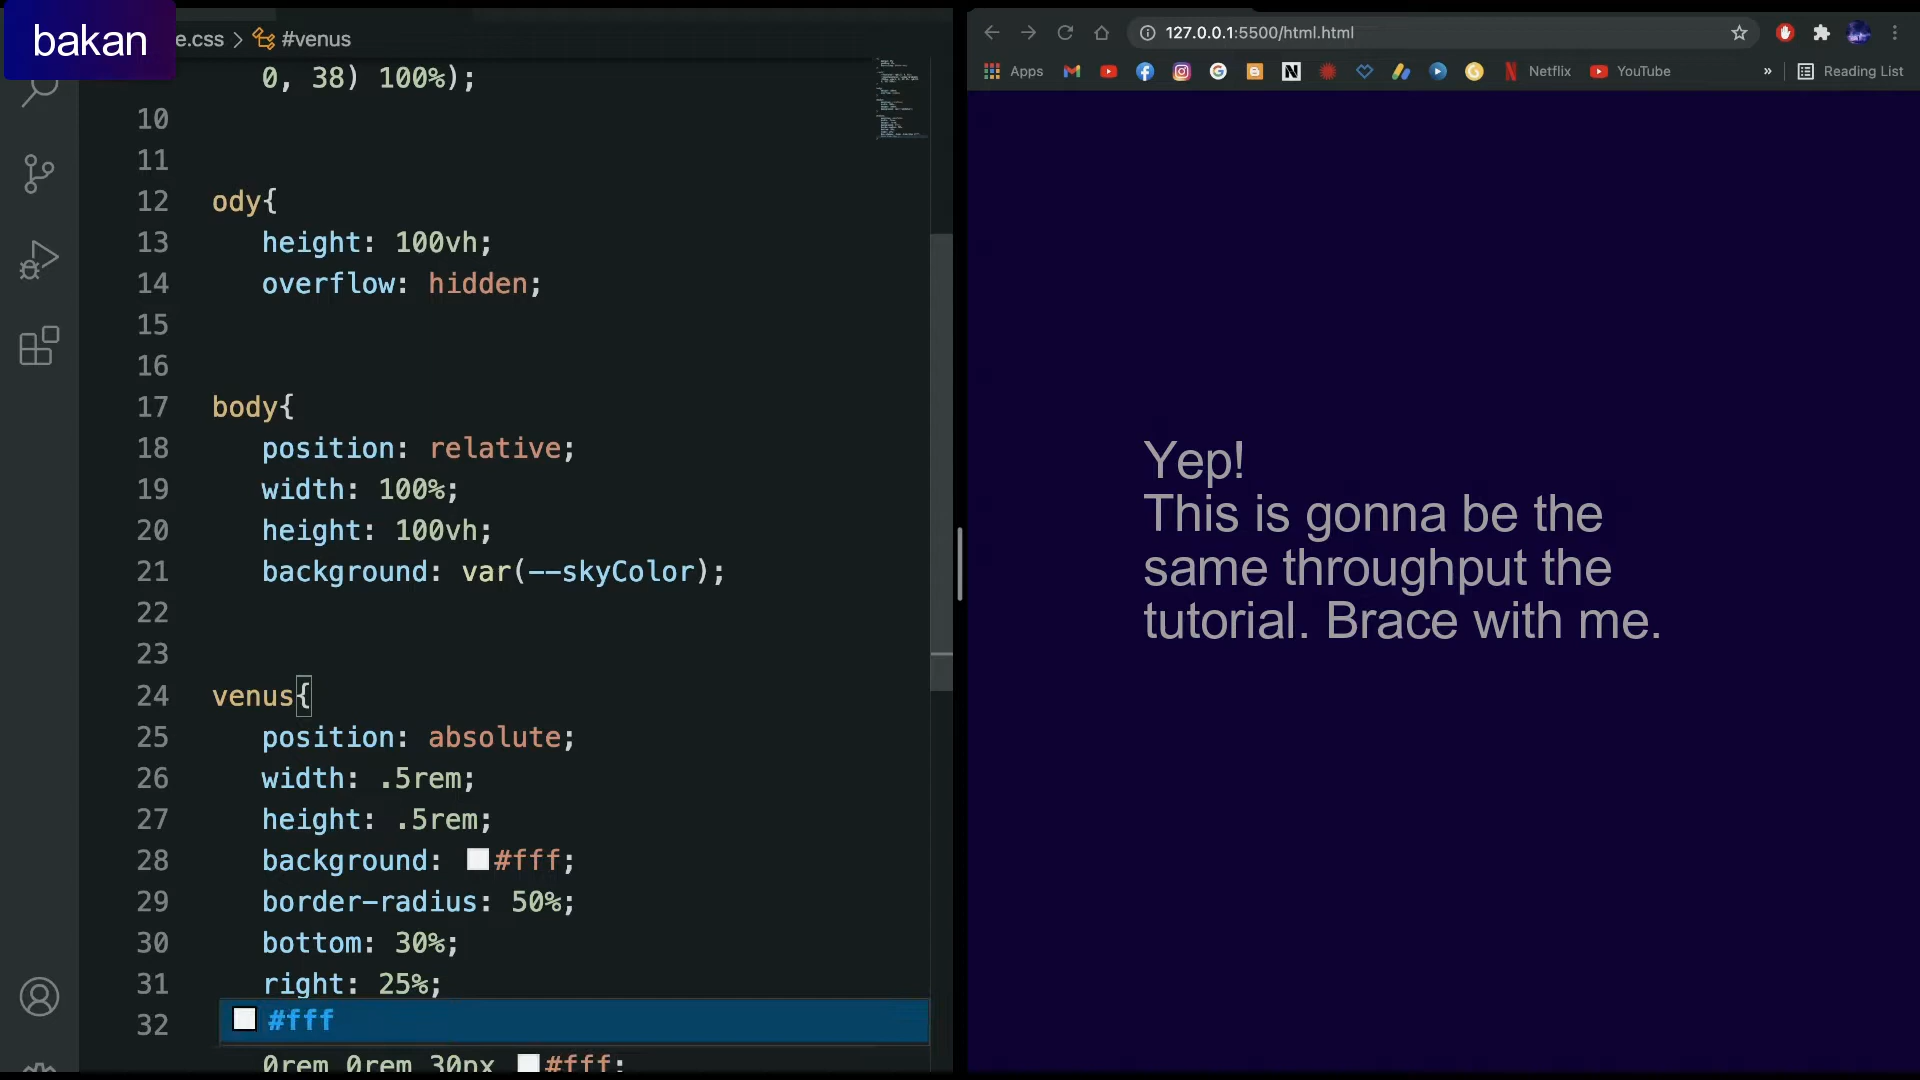 bakan
e.css > #venus
0, 38) 100%);
10
11
12 ody{
13 height: 100vh;
14 overflow: hidden;
15
16
17 body{
18 position: relative;
19 width: 100%;
20 height: 100vh;
21 background: var(--skyColor);
22
23
24 venus{
25 position: absolute;
26 width: .5rem;
27 height: .5rem;
28 background: #fff;
29 border-radius: 50%;
30 bottom: 30%;
31 right: 25%;
32 #fff
0rem 0rem 30px #fff;
127.0.0.1:5500/html.html
Apps Netflix YouTube » Reading List
Yep!
This is gonna be the
same throughput the
tutorial. Brace with me.